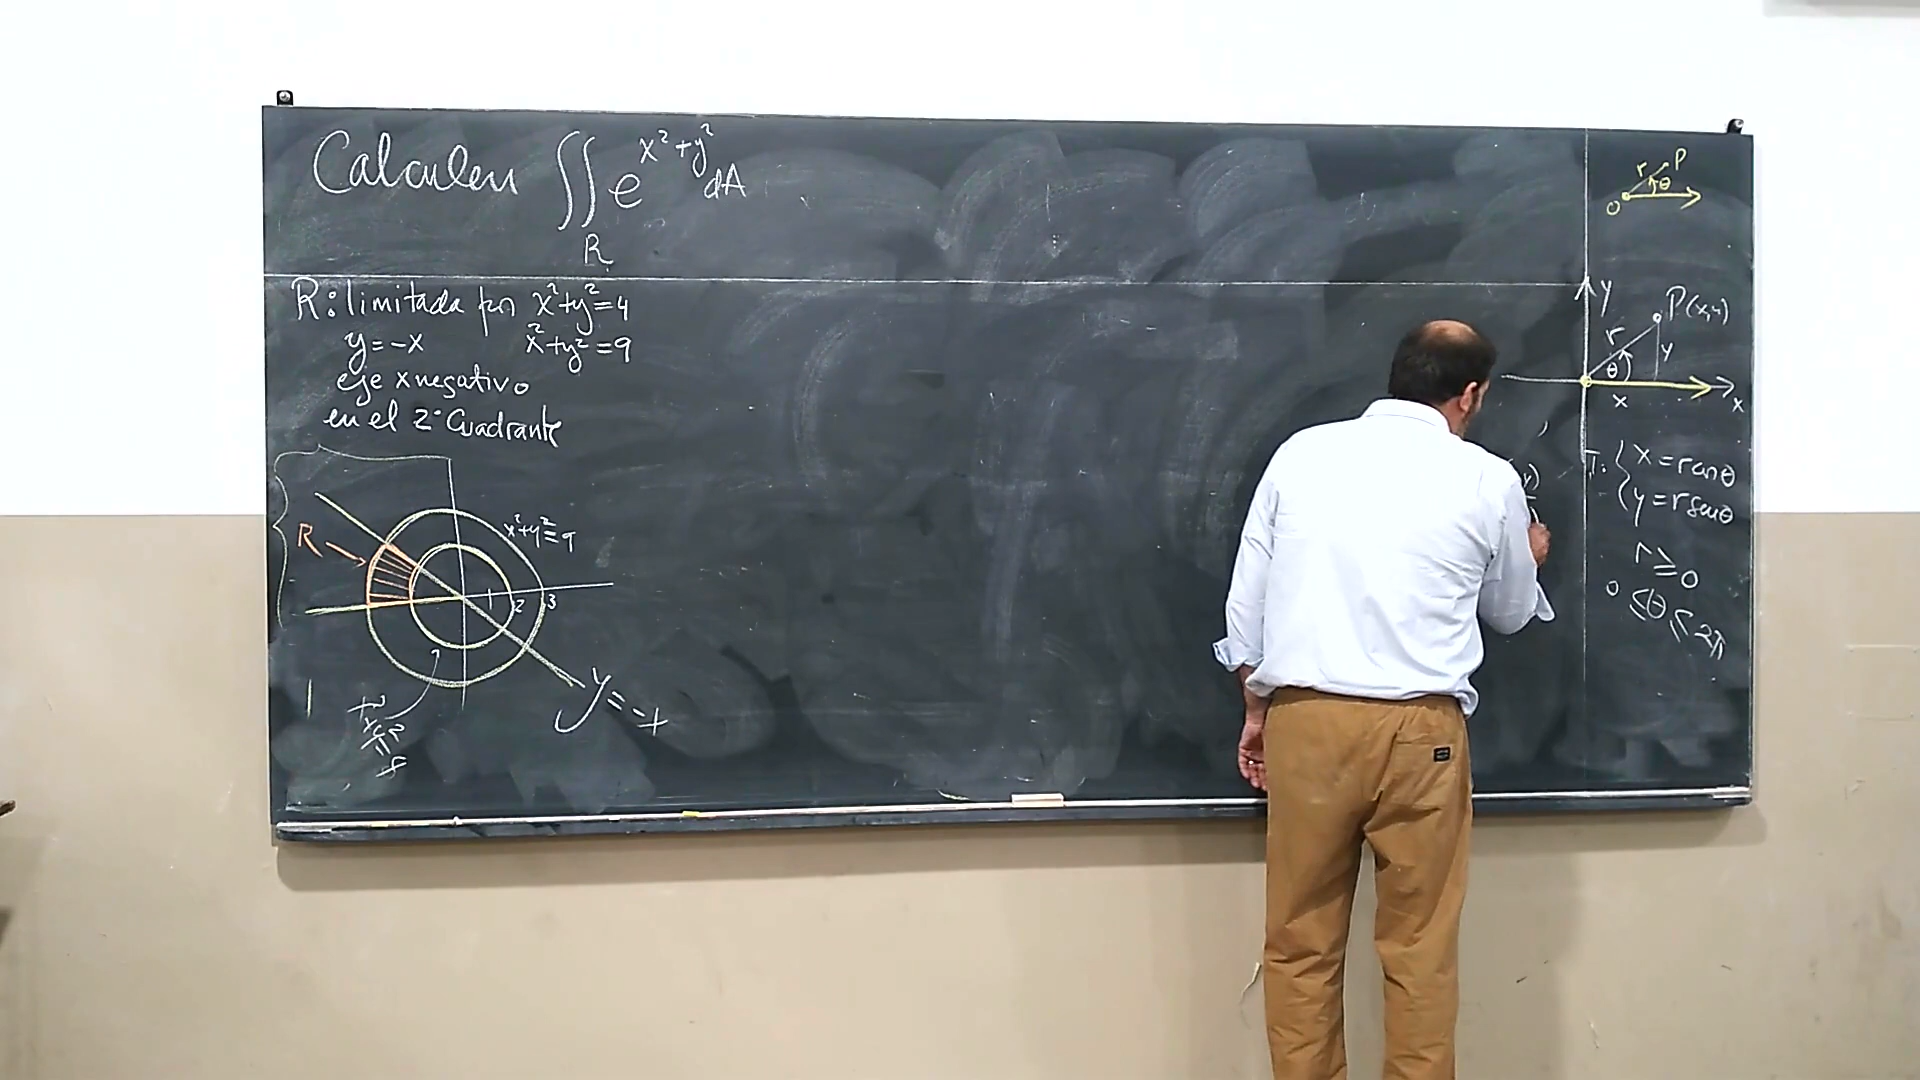 Calculen ∬ e^{x²+y²} dA
R
R: limitada por x²+y²=4
y=-x x²+y²=9
eje x negativo
en el 2° Cuadrante
R
x²+y²=9
1 2 3
y=-x
r P
θ
O
y
P(x,y)
r
y
θ
x
x
T: { x = r cos θ
y = r sen θ
r ≥ 0
0 ≤ θ ≤ 2π